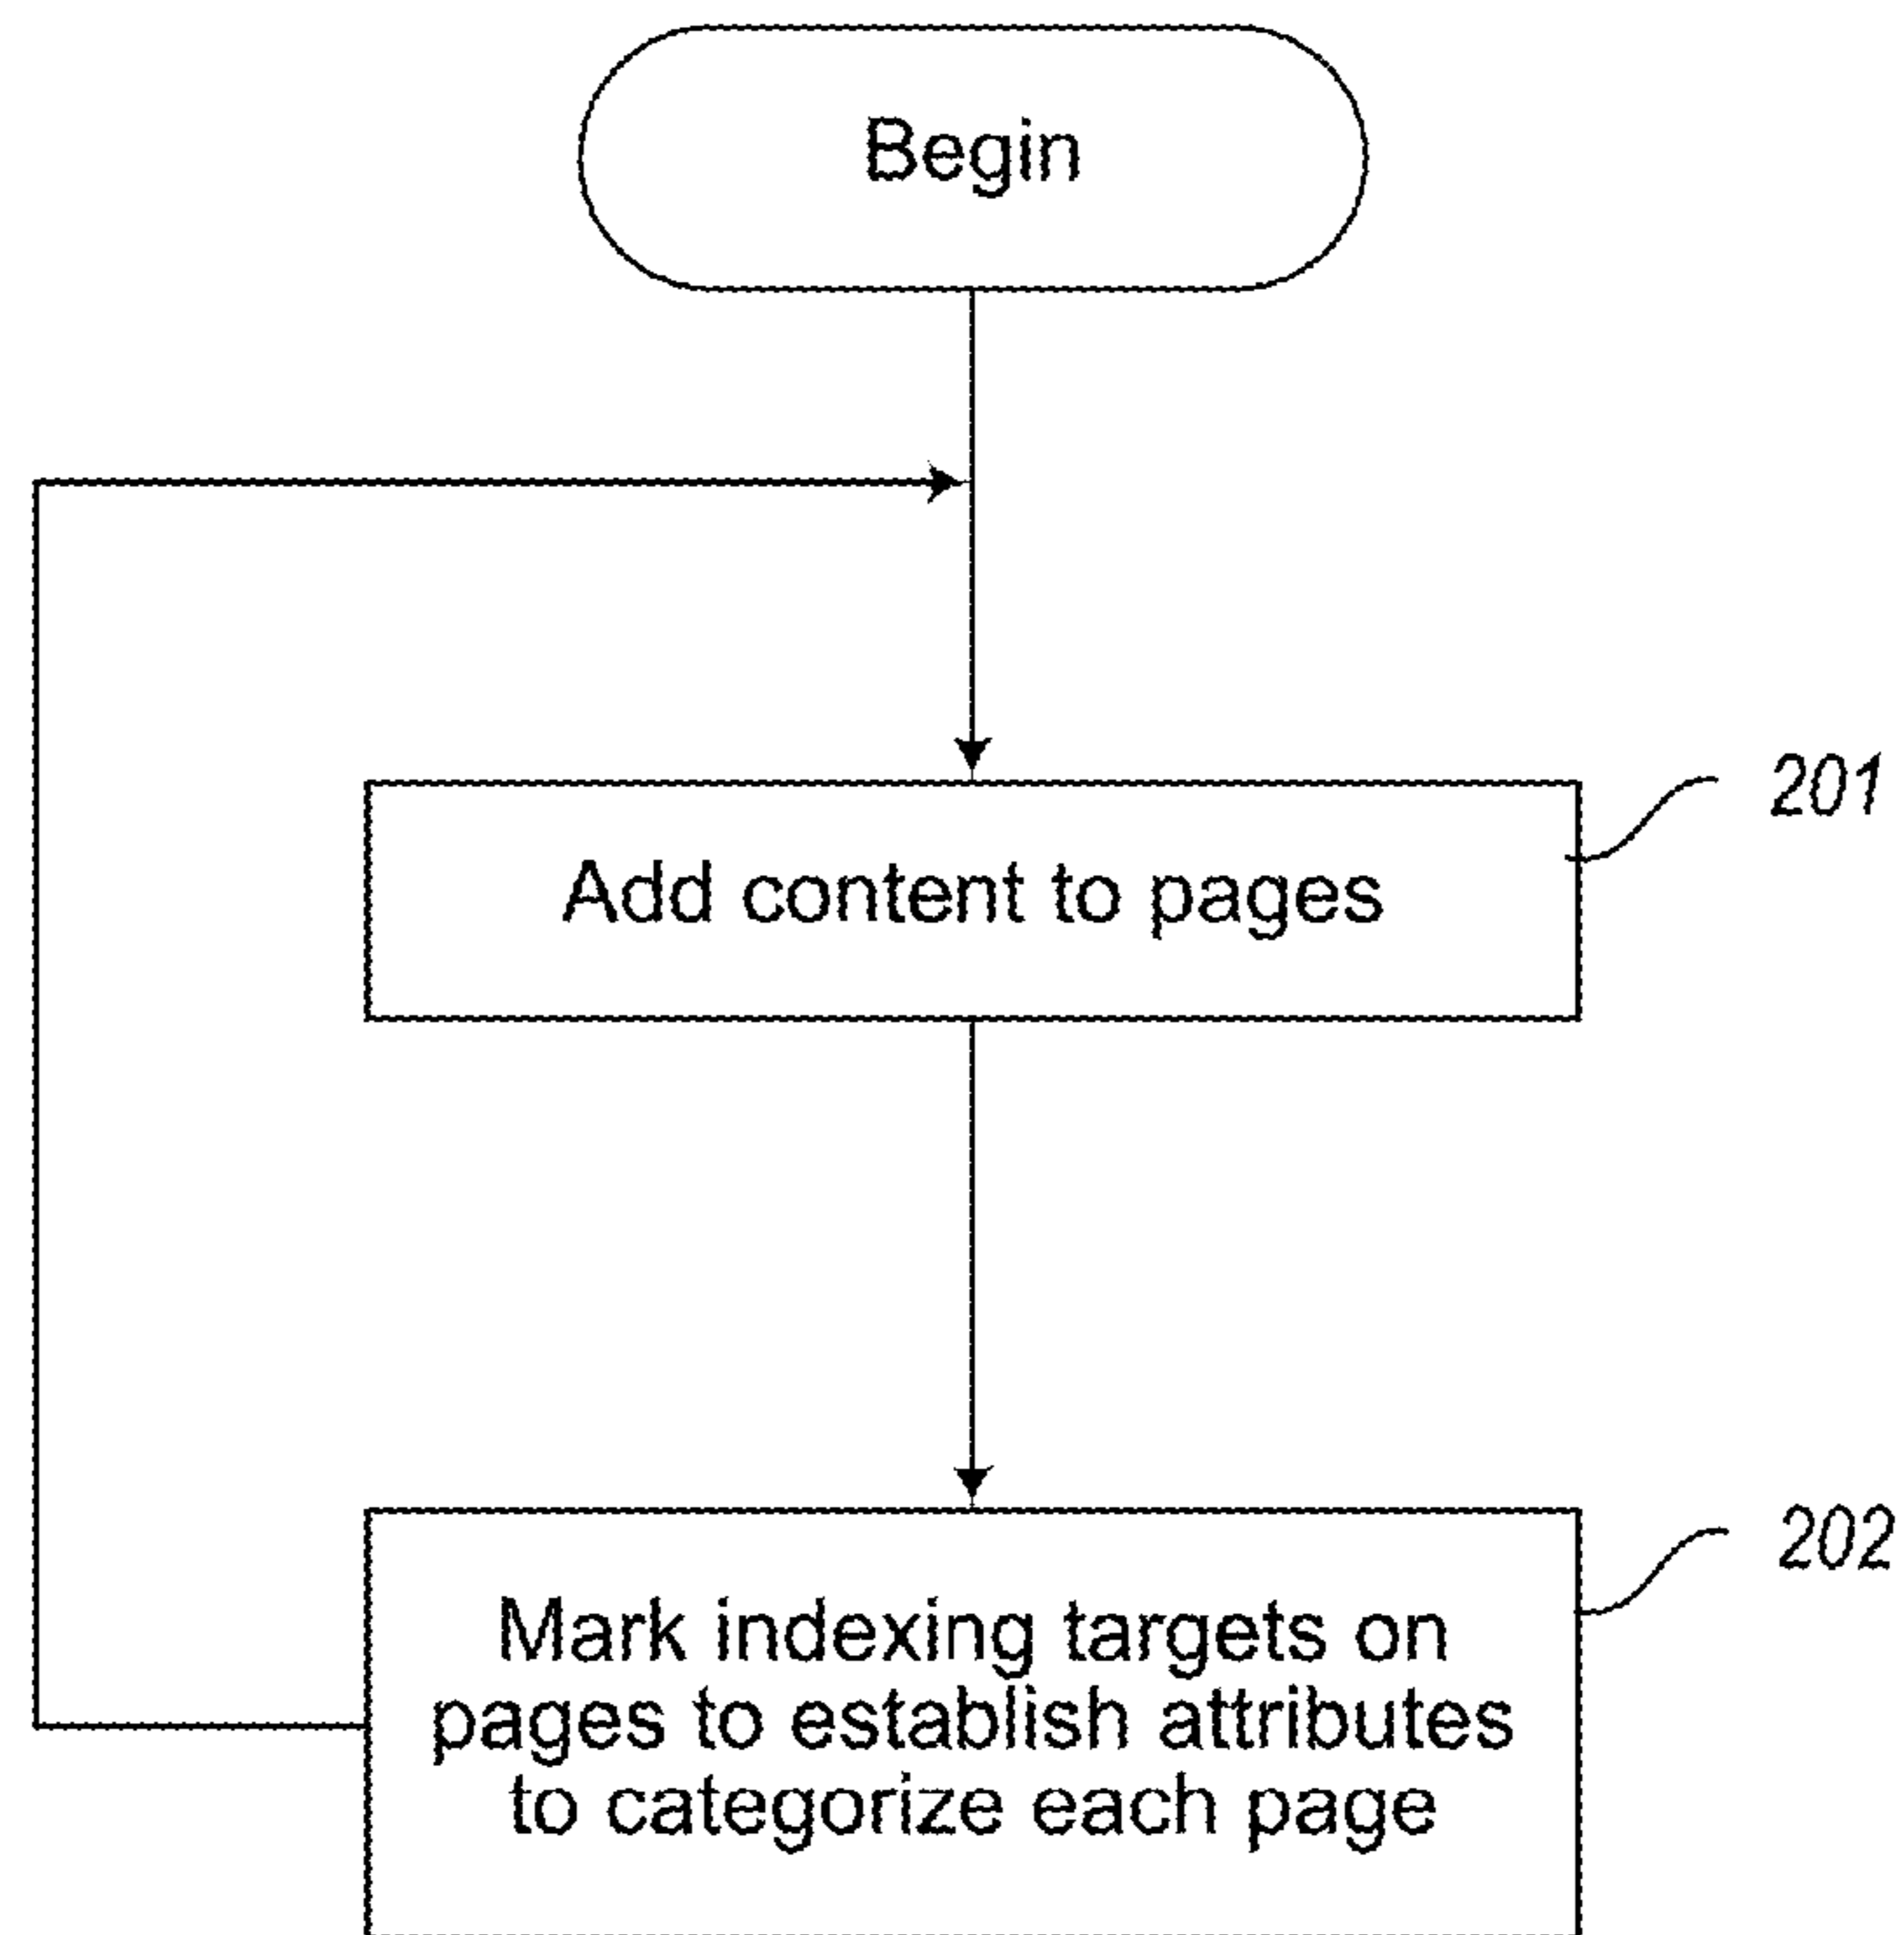 Begin
201
Add content to pages
202
Mark indexing targets on
pages to establish attributes
to categorize each page